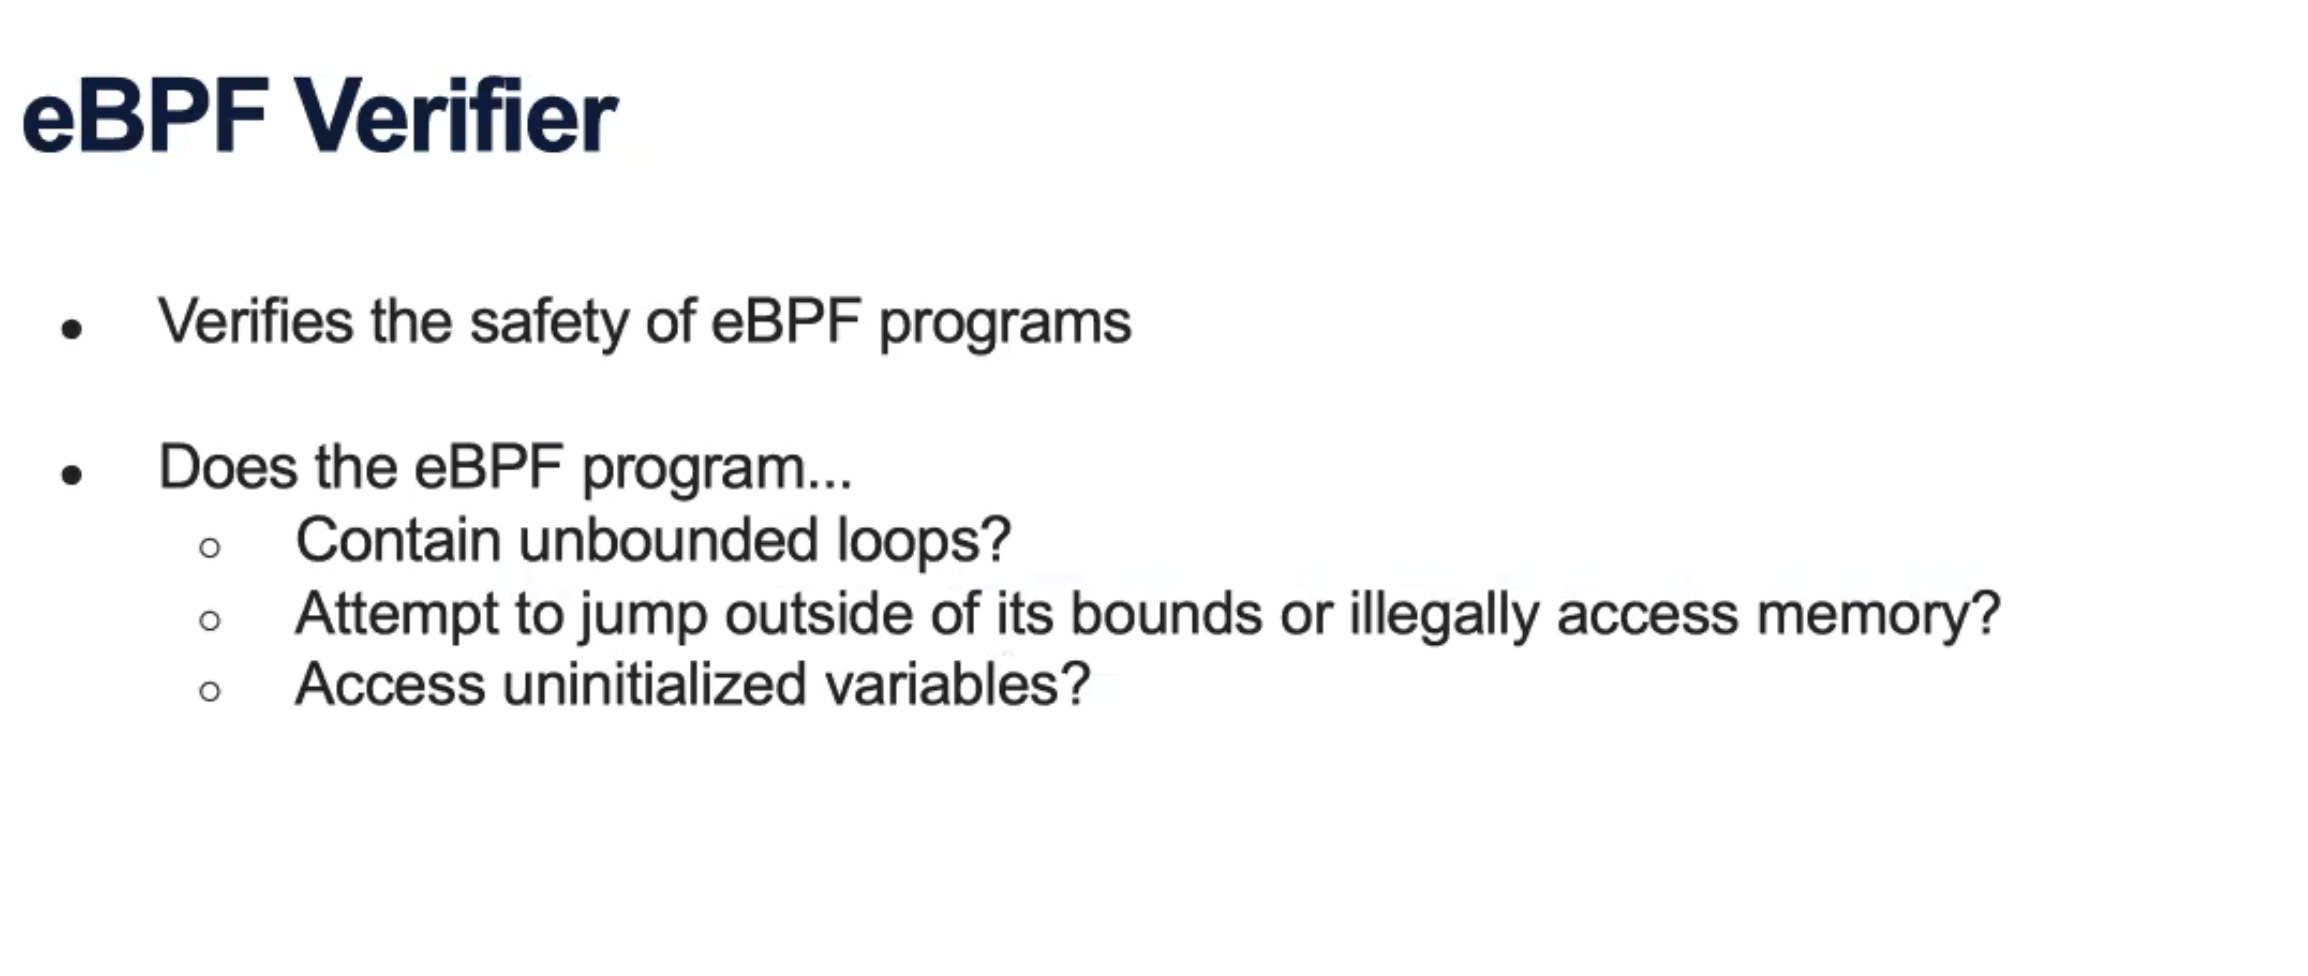 eBPF Verifier
• Verifies the safety of eBPF programs
• Does the eBPF program...
○ Contain unbounded loops?
○ Attempt to jump outside of its bounds or illegally access memory?
○ Access uninitialized variables?